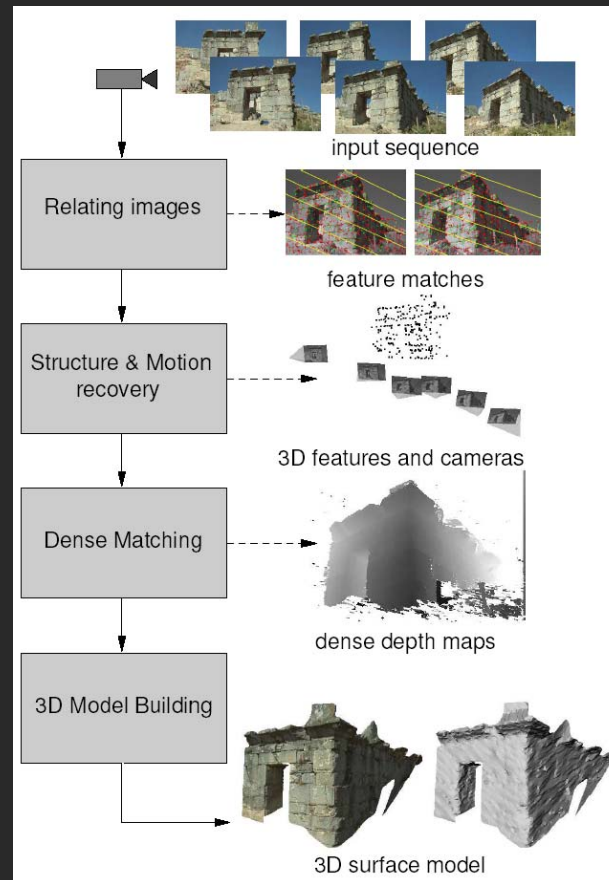 input sequence
Relating images
feature matches
Structure & Motion
recovery
3D features and cameras
Dense Matching
dense depth maps
3D Model Building
3D surface model